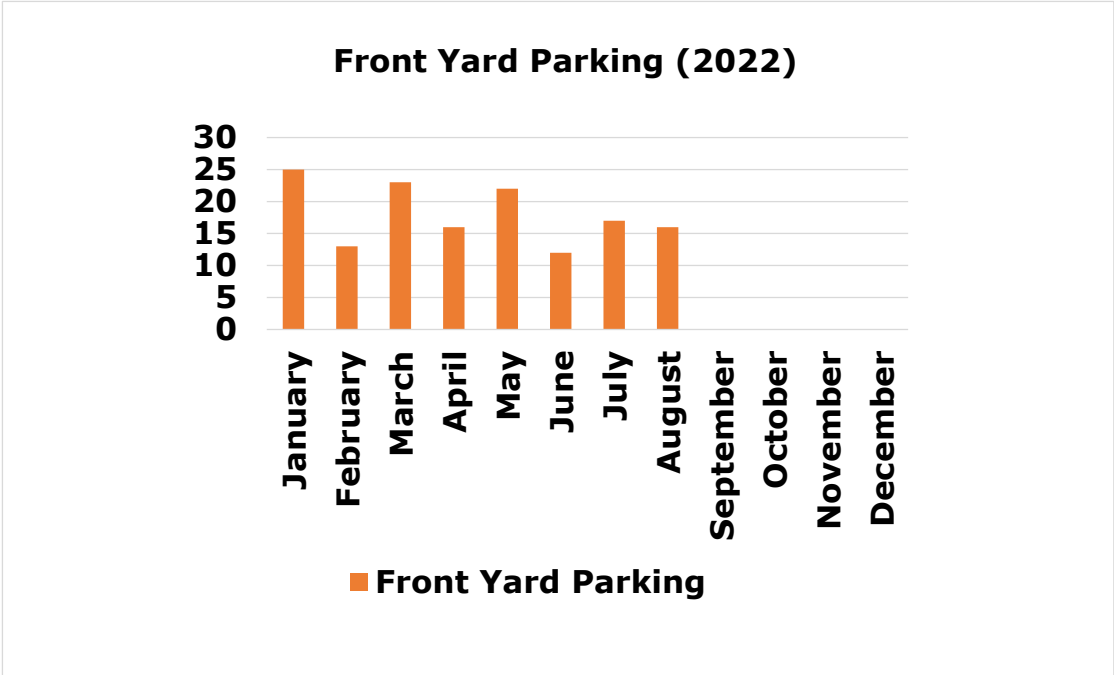 Front Yard Parking (2022)
30
25
20
15
10
5
0
January
February
March
April
May
June
July
August
September
October
November
December
Front Yard Parking